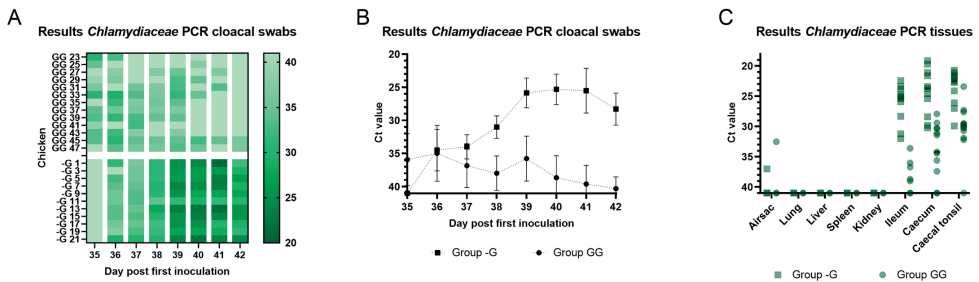 A
Results Chlamydiaceae PCR cloacal swabs
Chicken
GG 23
GG 25
GG 27
GG 29
GG 31
GG 33
GG 35
GG 37
GG 39
GG 41
GG 43
GG 45
GG 47
-G 1
-G 3
-G 5
-G 7
-G 9
-G 11
-G 13
-G 15
-G 17
-G 19
-G 21
35 36 37 38 39 40 41 42
Day post first inoculation
40
35
30
25
20
B
Results Chlamydiaceae PCR cloacal swabs
Ct value
20
25
30
35
40
35 36 37 38 39 40 41 42
Day post first inoculation
Group -G Group GG
C
Results Chlamydiaceae PCR tissues
Ct value
20
25
30
35
40
Airsac
Lung
Liver
Spleen
Kidney
Ileum
Caecum
Caecal tonsil
Group -G Group GG